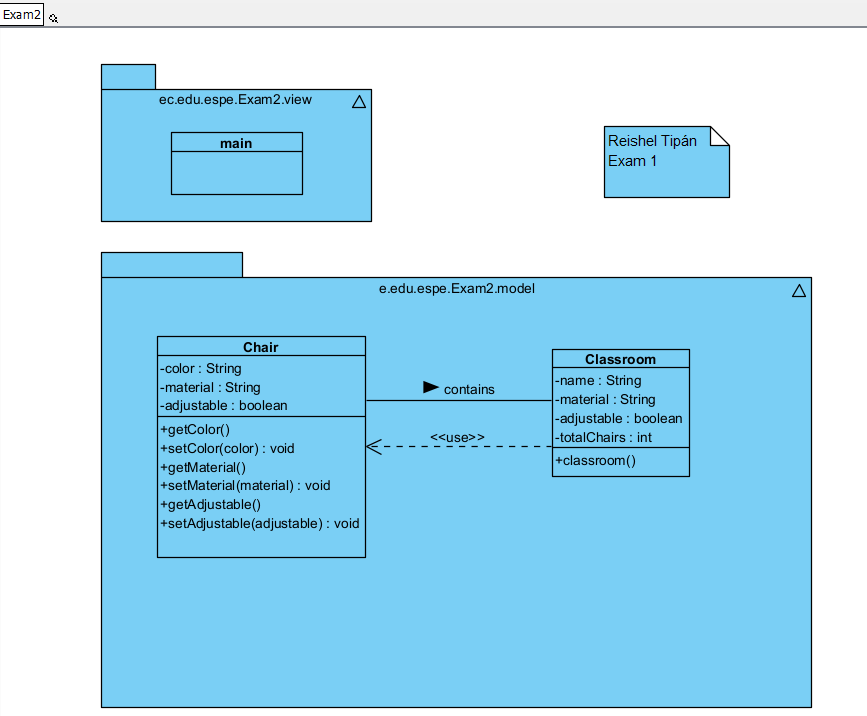 Exam2
ec.edu.espe.Exam2.view
main
Reishel Tipán
Exam 1
e.edu.espe.Exam2.model
Chair
-color : String
-material : String
-adjustable : boolean
+getColor()
+setColor(color) : void
+getMaterial()
+setMaterial(material) : void
+getAdjustable()
+setAdjustable(adjustable) : void
contains
<<use>>
Classroom
-name : String
-material : String
-adjustable : boolean
-totalChairs : int
+classroom()